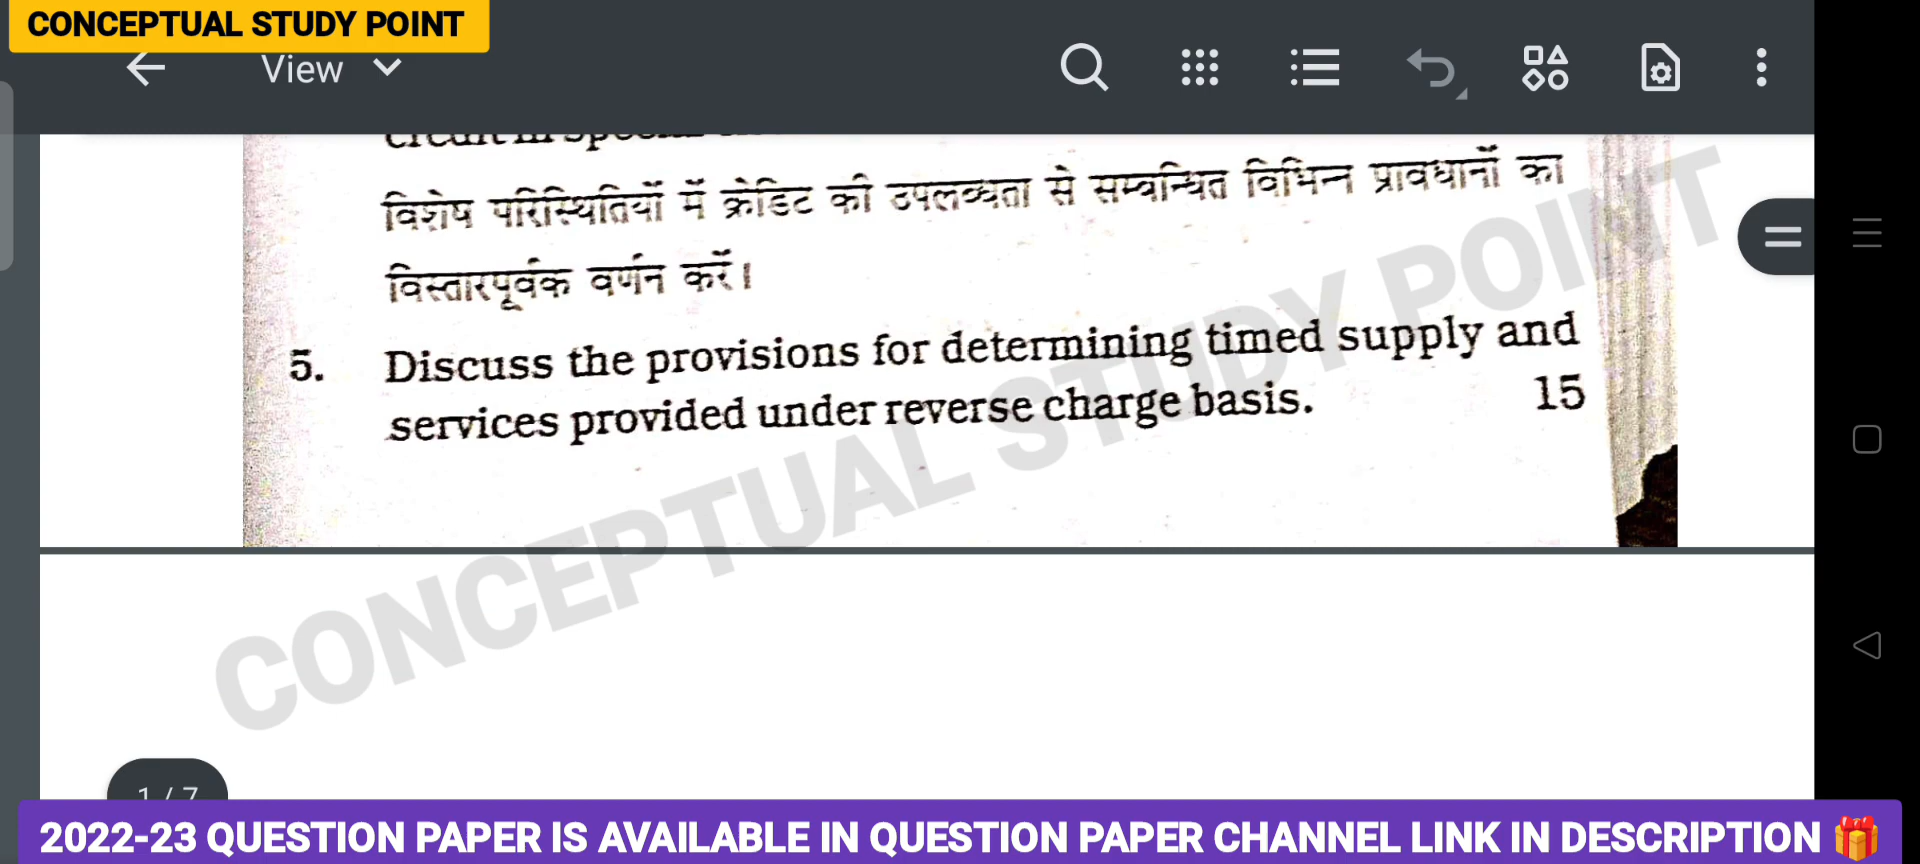 CONCEPTUAL STUDY POINT
View
विशेष परिस्थितियों में क्रेडिट की उपलब्धता से सम्बन्धित विभिन्न प्रावधानों का
विस्तारपूर्वक वर्णन करें।
5. Discuss the provisions for determining timed supply and
services provided under reverse charge basis. 15
CONCEPTUAL STUDY POINT
1 / 7
2022-23 QUESTION PAPER IS AVAILABLE IN QUESTION PAPER CHANNEL LINK IN DESCRIPTION